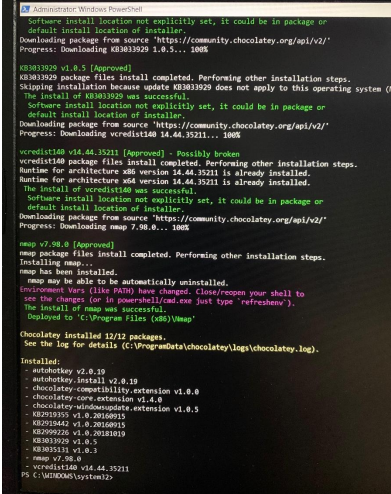 Administrator: Windows PowerShell
Software install location not explicitly set, it could be in package or
default install location of installer.
Downloading package from source 'https://community.chocolatey.org/api/v2/'
Progress: Downloading KB3033929 1.0.5... 100%
KB3033929 v1.0.5 [Approved]
KB3033929 package files install completed. Performing other installation steps.
Skipping installation because update KB3033929 does not apply to this operating system (
The install of KB3033929 was successful.
Software install location not explicitly set, it could be in package or
default install location of installer.
Downloading package from source 'https://community.chocolatey.org/api/v2/'
Progress: Downloading vcredist140 14.44.35211... 100%
vcredist140 v14.44.35211 [Approved] - Possibly broken
vcredist140 package files install completed. Performing other installation steps.
Runtime for architecture x86 version 14.44.35211 is already installed.
Runtime for architecture x64 version 14.44.35211 is already installed.
The install of vcredist140 was successful.
Software install location not explicitly set, it could be in package or
default install location of installer.
Downloading package from source 'https://community.chocolatey.org/api/v2/'
Progress: Downloading nmap 7.98.0... 100%
nmap v7.98.0 [Approved]
nmap package files install completed. Performing other installation steps.
Installing nmap...
nmap has been installed.
nmap may be able to be automatically uninstalled.
Environment Vars (like PATH) have changed. Close/reopen your shell to
see the changes (or in powershell/cmd.exe just type `refreshenv`).
The install of nmap was successful.
Deployed to 'C:\Program Files (x86)\Nmap'
Chocolatey installed 12/12 packages.
See the log for details (C:\ProgramData\chocolatey\logs\chocolatey.log).
Installed:
- autohotkey v2.0.19
- autohotkey.install v2.0.19
- chocolatey-compatibility.extension v1.0.0
- chocolatey-core.extension v1.4.0
- chocolatey-windowsupdate.extension v1.0.5
- KB2919355 v1.0.20160915
- KB2919442 v1.0.20160915
- KB2999226 v1.0.20181019
- KB3033929 v1.0.5
- KB3035131 v1.0.3
- nmap v7.98.0
- vcredist140 v14.44.35211
PS C:\WINDOWS\system32>